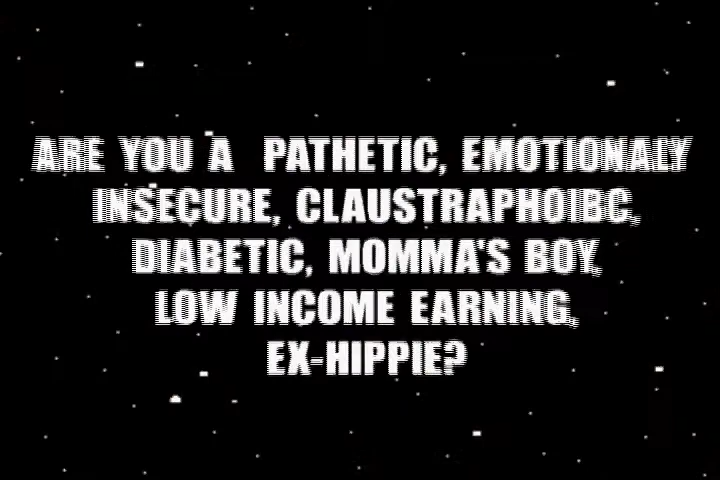 ARE YOU A PATHETIC, EMOTIONALY
INSECURE, CLAUSTRAPHOIBC,
DIABETIC, MOMMA'S BOY,
LOW INCOME EARNING,
EX-HIPPIE?